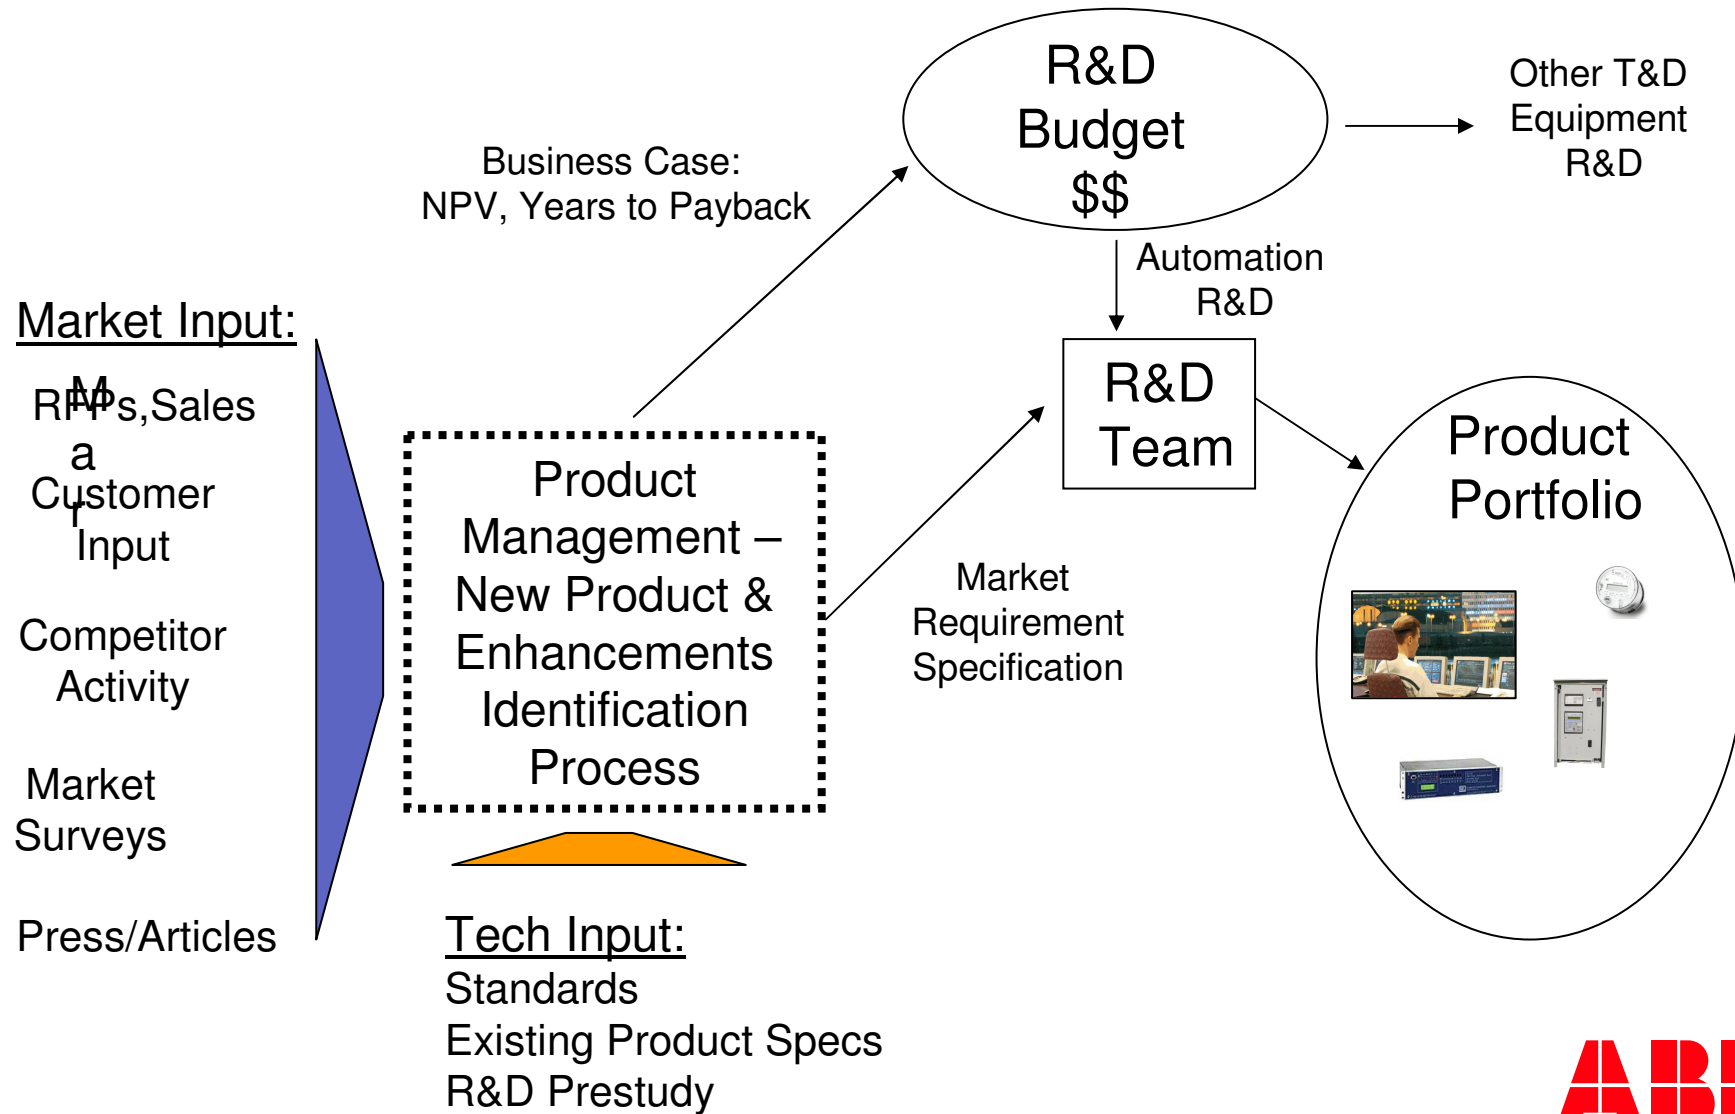 R&D
Budget
$$
Other T&D
Equipment
R&D
Business Case:
NPV, Years to Payback
Automation
R&D
Market Input:
RFPs,Sales
M
a
r
Customer
Input
Competitor
Activity
Market
Surveys
Press/Articles
Product
Management –
New Product &
Enhancements
Identification
Process
R&D
Team
Market
Requirement
Specification
Product
Portfolio
Tech Input:
Standards
Existing Product Specs
R&D Prestudy
ABB